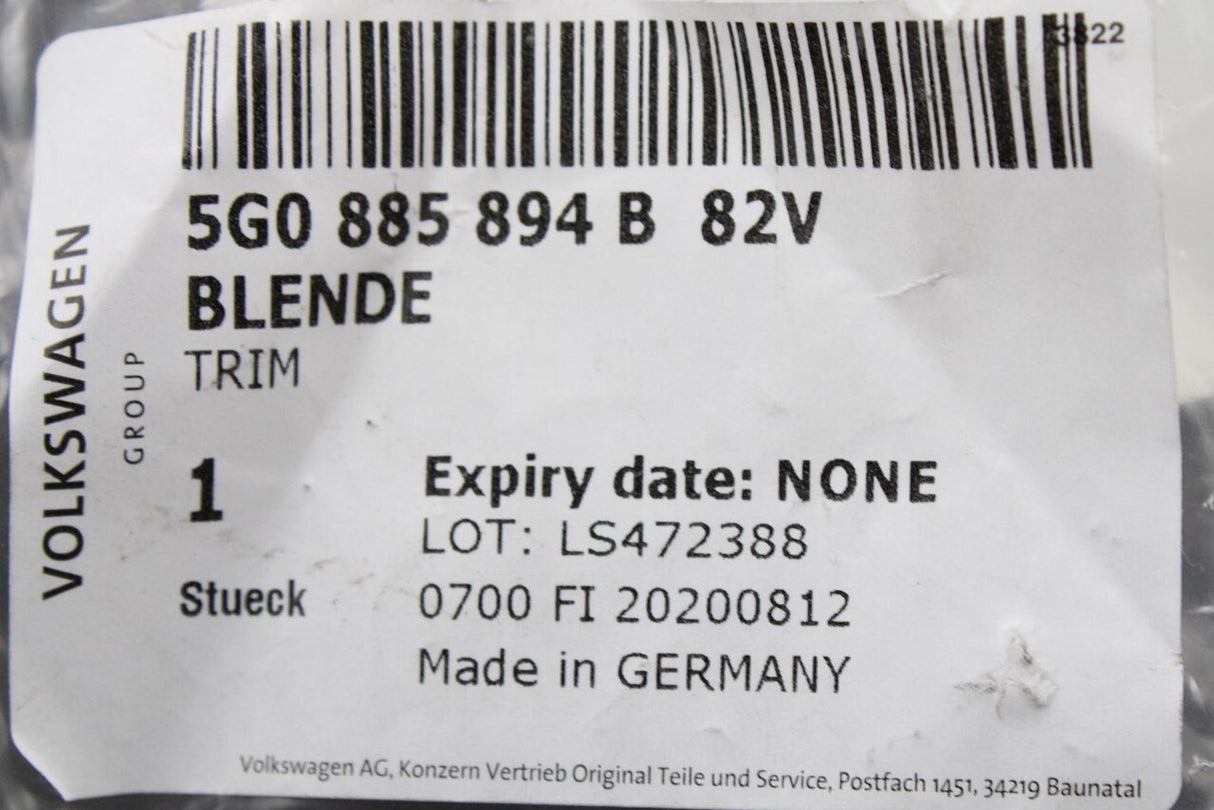 3822
5G0 885 894 B 82V
BLENDE
TRIM
VOLKSWAGEN
GROUP
1
Stueck
Expiry date: NONE
LOT: LS472388
0700 FI 20200812
Made in GERMANY
Volkswagen AG, Konzern Vertrieb Original Teile und Service, Postfach 1451, 34219 Baunatal